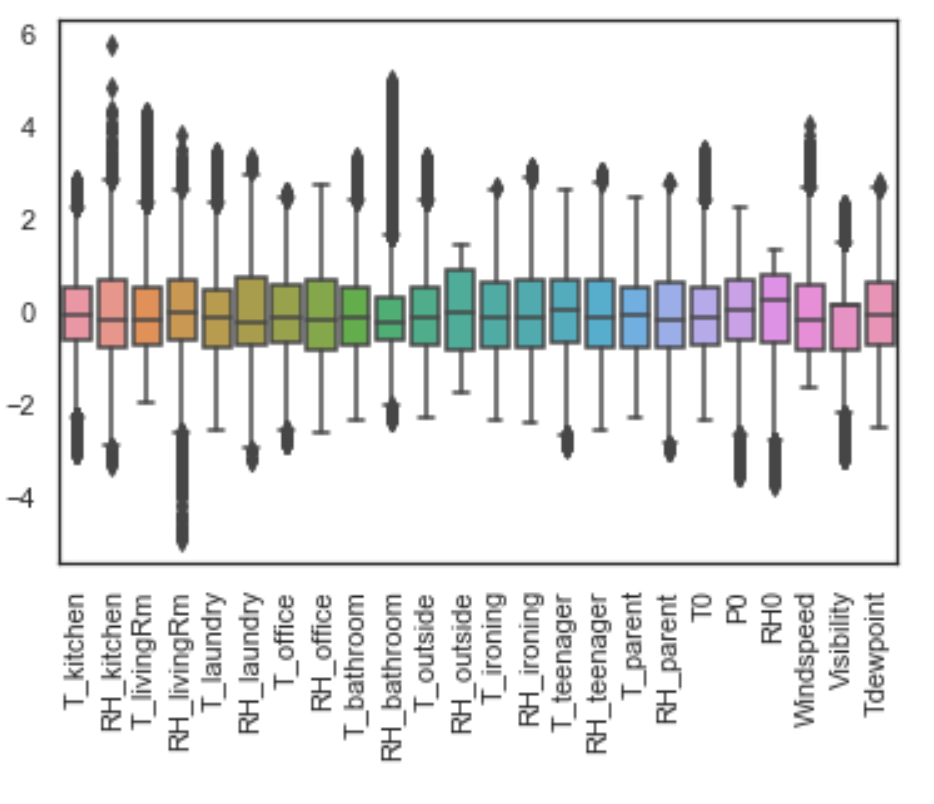 6
4
2
0
−2
−4
T_kitchen
RH_kitchen
T_livingRm
RH_livingRm
T_laundry
RH_laundry
T_office
RH_office
T_bathroom
RH_bathroom
T_outside
RH_outside
T_ironing
RH_ironing
T_teenager
RH_teenager
T_parent
RH_parent
T0
P0
RH0
Windspeed
Visibility
Tdewpoint